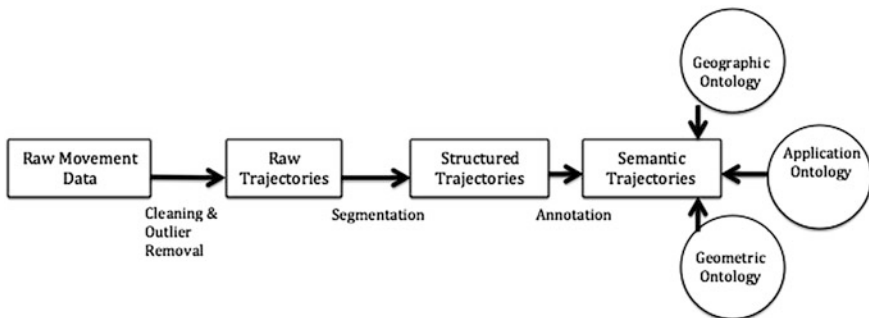 Geographic
Ontology
Raw Movement
Data
Raw
Trajectories
Structured
Trajectories
Semantic
Trajectories
Application
Ontology
Cleaning &
Outlier
Removal
Segmentation
Annotation
Geometric
Ontology